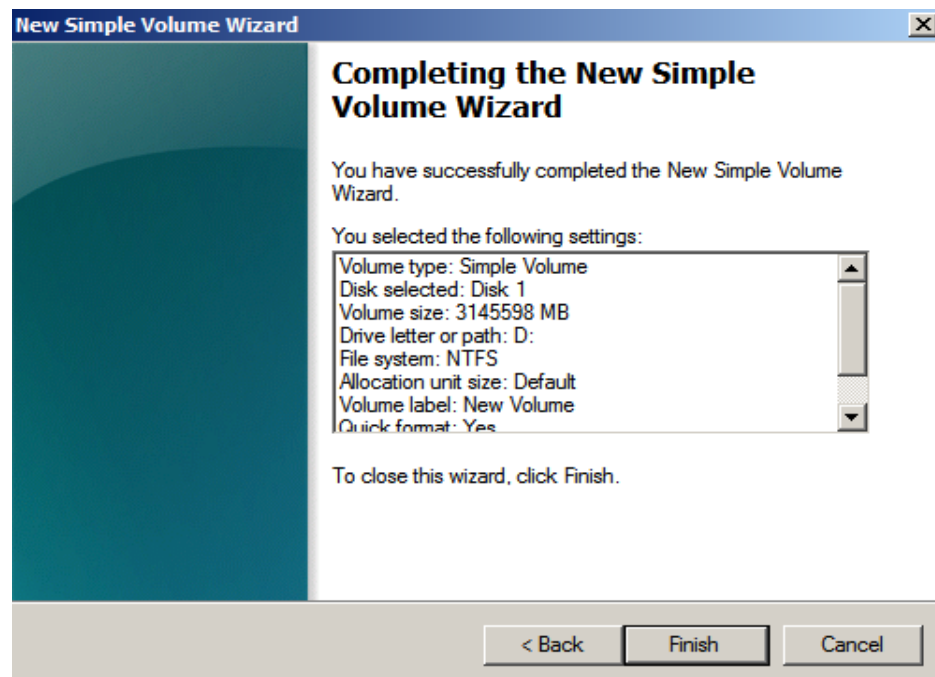 New Simple Volume Wizard
Completing the New Simple
Volume Wizard
You have successfully completed the New Simple Volume
Wizard.
You selected the following settings:
Volume type: Simple Volume
Disk selected: Disk 1
Volume size: 3145598 MB
Drive letter or path: D:
File system: NTFS
Allocation unit size: Default
Volume label: New Volume
Quick format: Yes
To close this wizard, click Finish.
< Back Finish Cancel